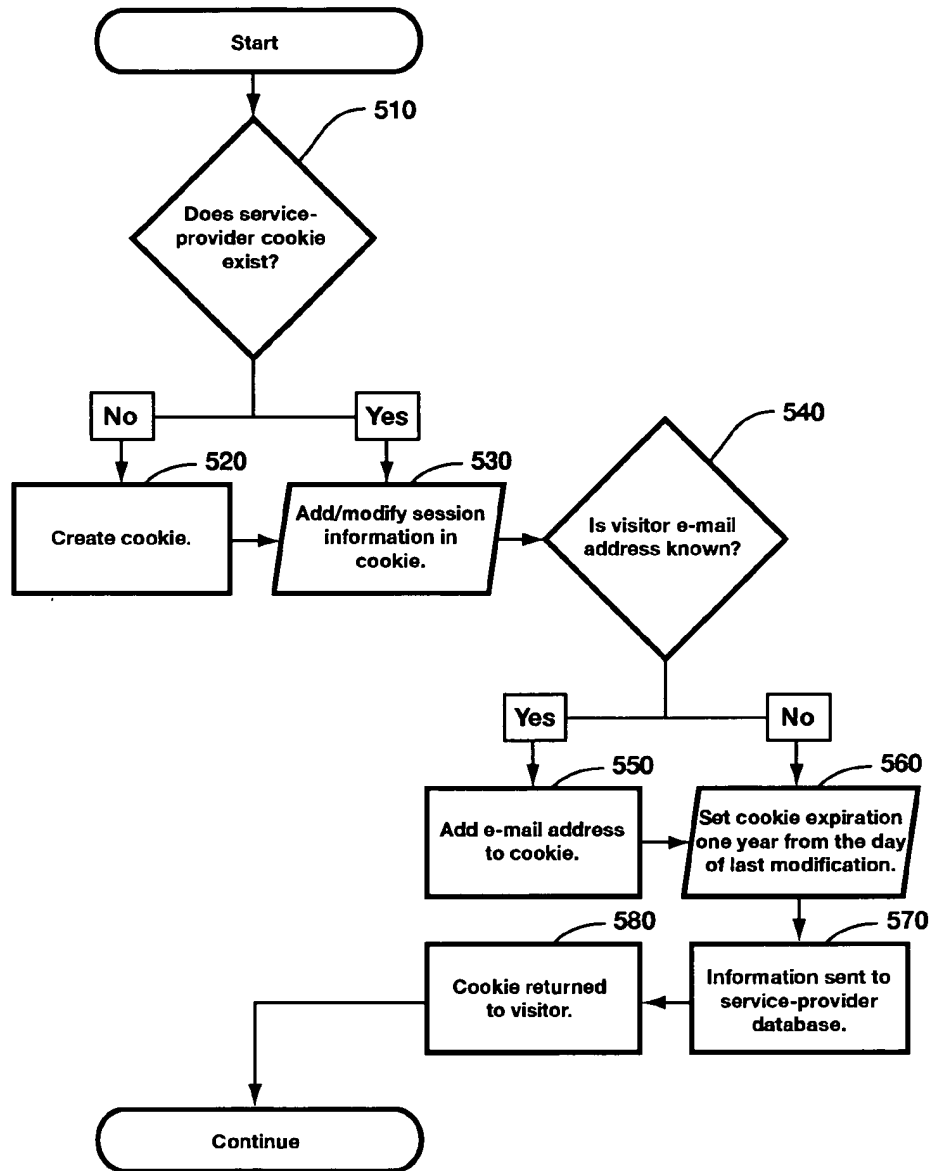 Start
510
Does service-
provider cookie
exist?
No
Yes
540
520
530
Create cookie.
Add/modify session
information in
cookie.
Is visitor e-mail
address known?
Yes
No
550
560
Add e-mail address
to cookie.
Set cookie expiration
one year from the day
of last modification.
580
570
Cookie returned
to visitor.
Information sent to
service-provider
database.
Continue